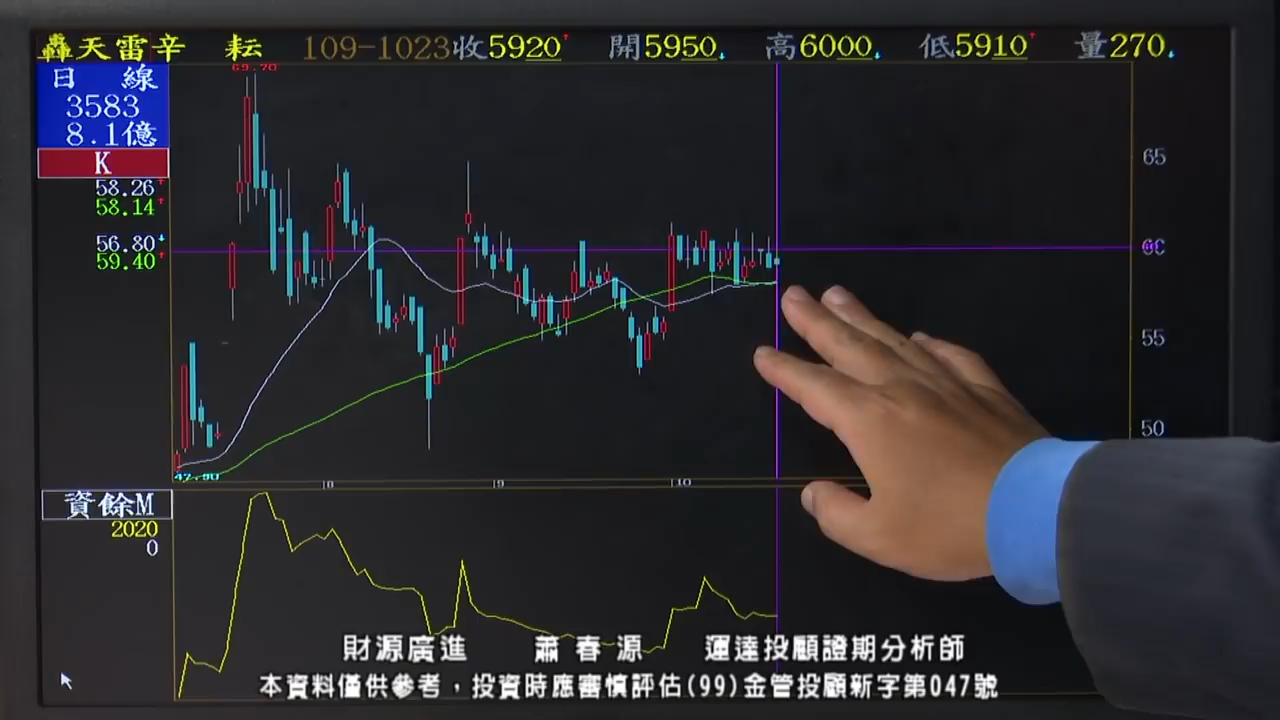 轟天雷辛 耘 109-1023收5920 開5950 高6000 低5910 量270
日 線
3583
8.1億
K
58.26
58.14
56.80
59.40
69.70
65
60
55
50
47.90
8
9
10
資餘M
2020
0
財源廣進 蕭春源 運達投顧證期分析師
本資料僅供參考，投資時應審慎評估(99)金管投顧新字第047號